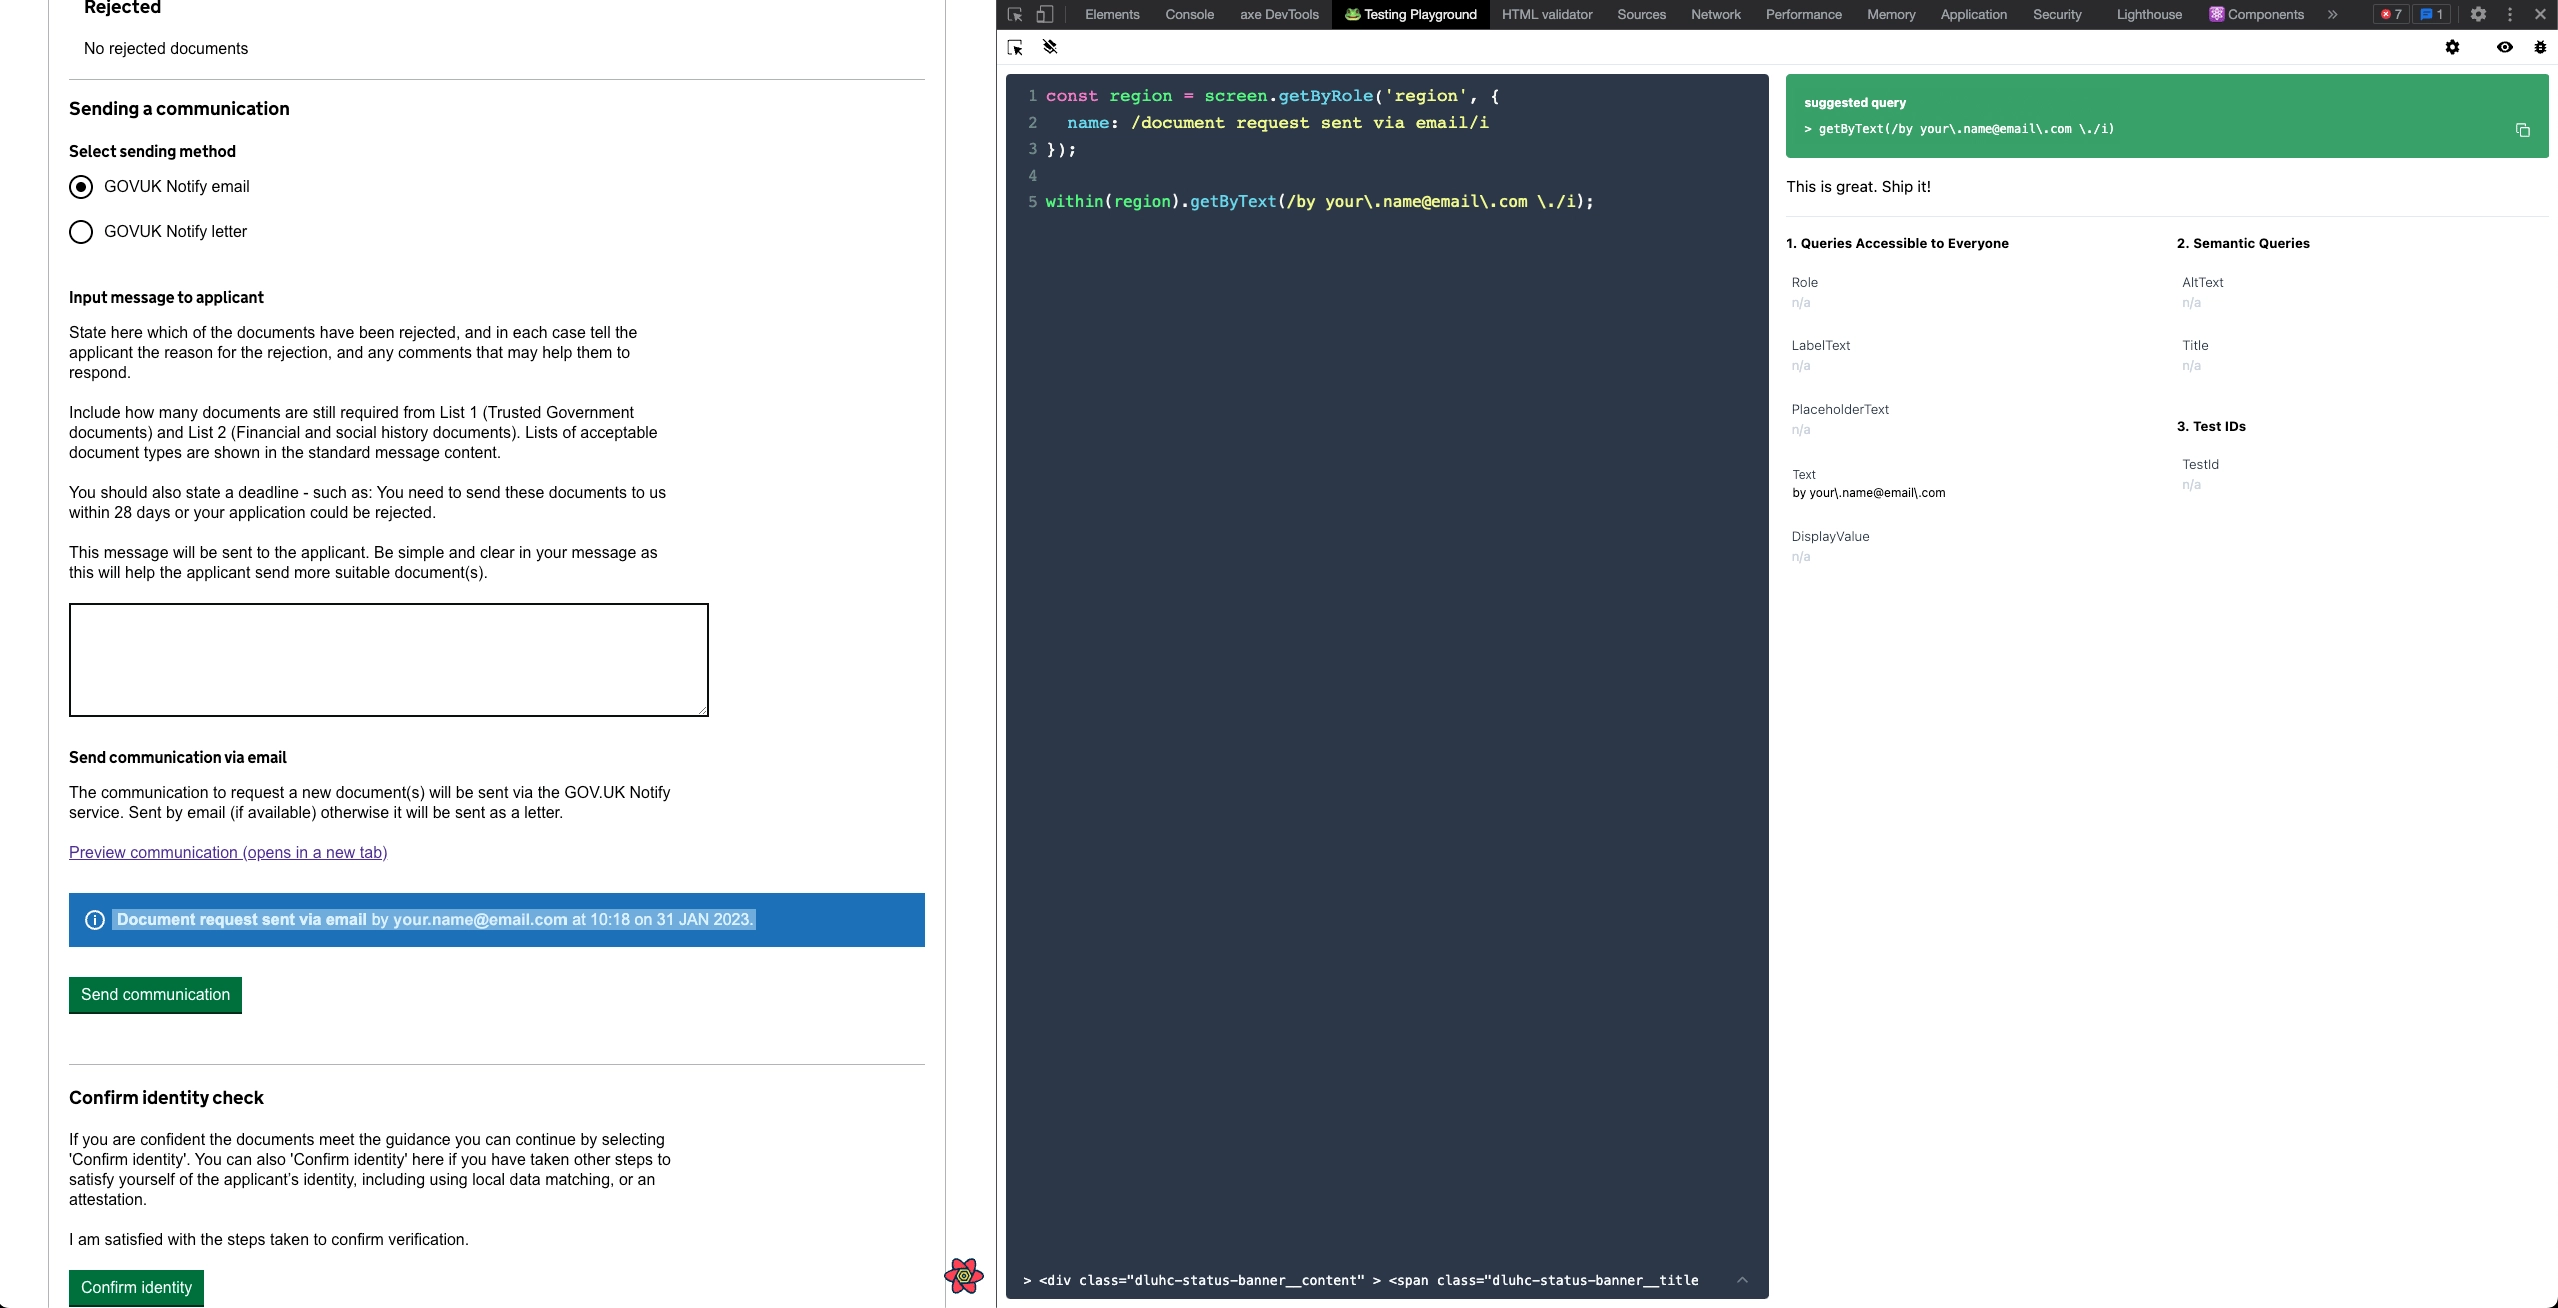 Rejected
No rejected documents
Sending a communication
Select sending method
GOVUK Notify email
GOVUK Notify letter
Input message to applicant
State here which of the documents have been rejected, and in each case tell the
applicant the reason for the rejection, and any comments that may help them to
respond.
Include how many documents are still required from List 1 (Trusted Government
documents) and List 2 (Financial and social history documents). Lists of acceptable
document types are shown in the standard message content.
You should also state a deadline - such as: You need to send these documents to us
within 28 days or your application could be rejected.
This message will be sent to the applicant. Be simple and clear in your message as
this will help the applicant send more suitable document(s).
Send communication via email
The communication to request a new document(s) will be sent via the GOV.UK Notify
service. Sent by email (if available) otherwise it will be sent as a letter.
Preview communication (opens in a new tab)
Document request sent via email by your.name@email.com at 10:18 on 31 JAN 2023.
Send communication
Confirm identity check
If you are confident the documents meet the guidance you can continue by selecting
'Confirm identity'. You can also 'Confirm identity' here if you have taken other steps to
satisfy yourself of the applicant's identity, including using local data matching, or an
attestation.
I am satisfied with the steps taken to confirm verification.
Confirm identity
Elements Console axe DevTools Testing Playground HTML validator Sources Network Performance Memory Application Security Lighthouse Components » 7 1
1 const region = screen.getByRole('region', {
2 name: /document request sent via email/i
3 });
4
5 within(region).getByText(/by your\.name@email\.com \./i);
> <div class="dluhc-status-banner__content" > <span class="dluhc-status-banner__title
suggested query
> getByText(/by your\.name@email\.com \./i)
This is great. Ship it!
1. Queries Accessible to Everyone
Role
n/a
LabelText
n/a
PlaceholderText
n/a
Text
by your\.name@email\.com
DisplayValue
n/a
2. Semantic Queries
AltText
n/a
Title
n/a
3. Test IDs
TestId
n/a